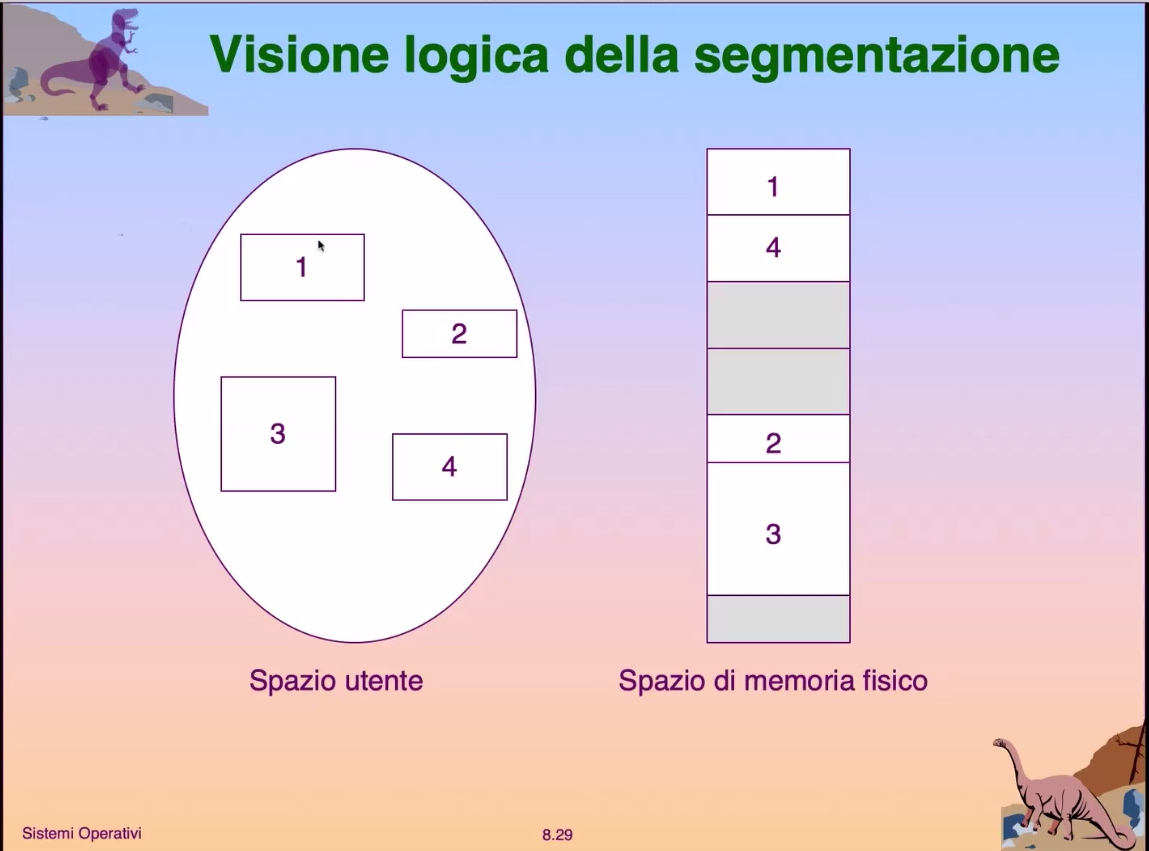 Visione logica della segmentazione
1
2
3
4
1
4
2
3
Spazio utente
Spazio di memoria fisico
Sistemi Operativi
8.29